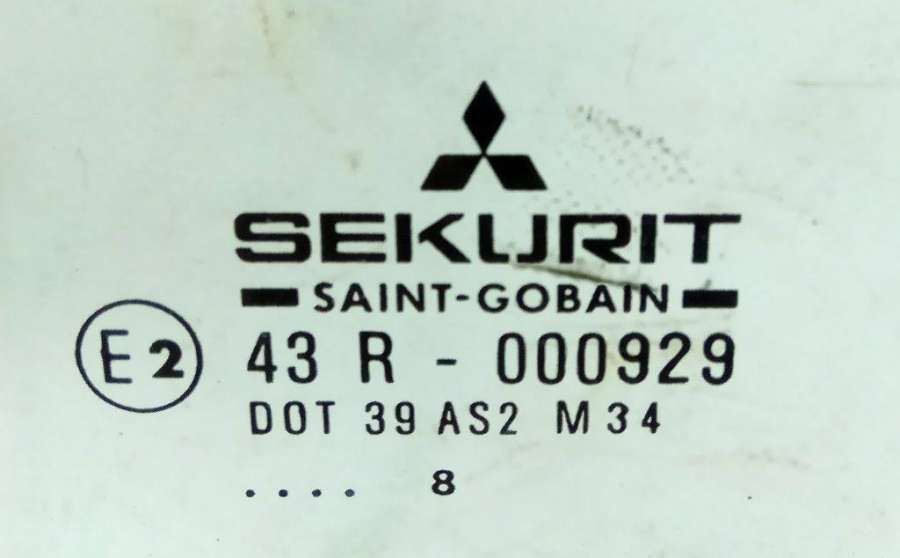 SEKURIT
SAINT-GOBAIN
E2 43 R - 000929
DOT 39 AS2 M34
.... 8